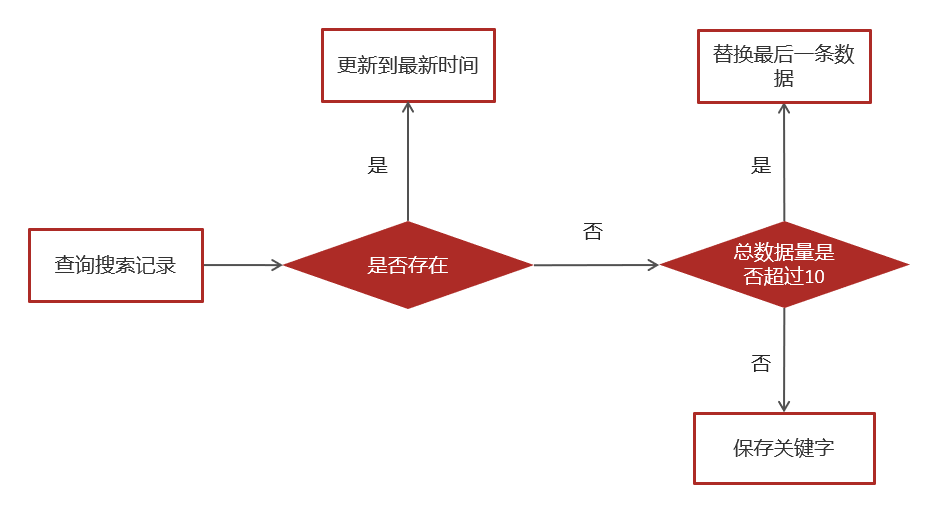 更新到最新时间
替换最后一条数
据
是
是
否
查询搜索记录
是否存在
总数据量是
否超过10
否
保存关键字